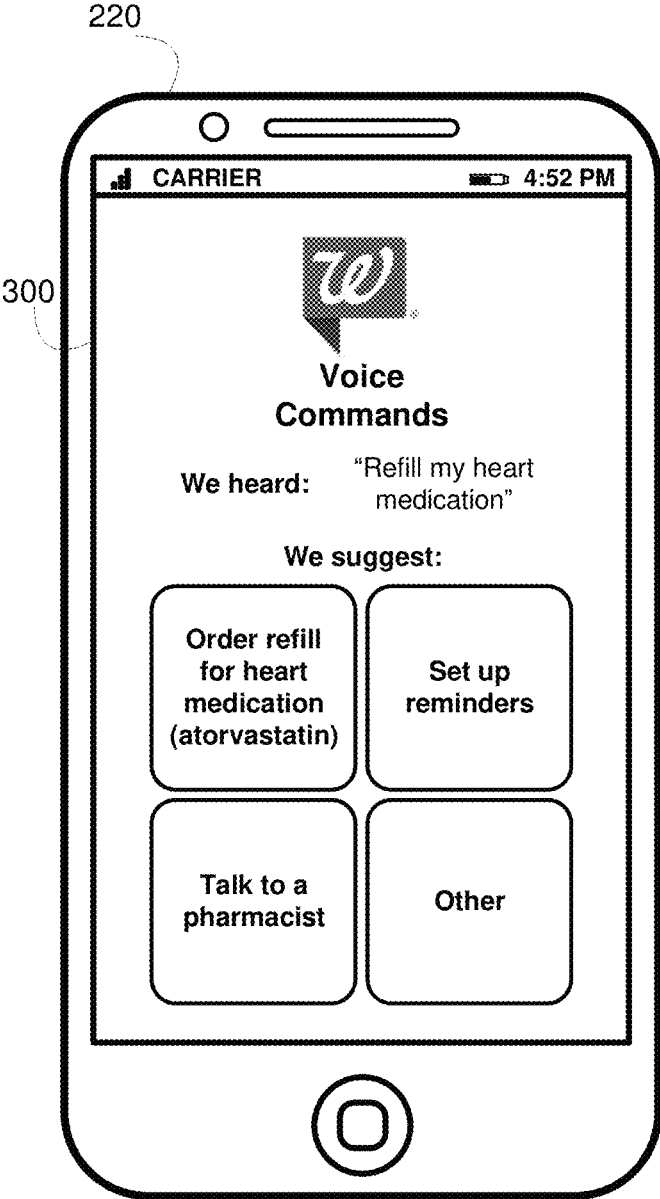 220
CARRIER 4:52 PM
300
W®
Voice
Commands
We heard: “Refill my heart
medication”
We suggest:
Order refill
for heart
medication
(atorvastatin)
Set up
reminders
Talk to a
pharmacist
Other